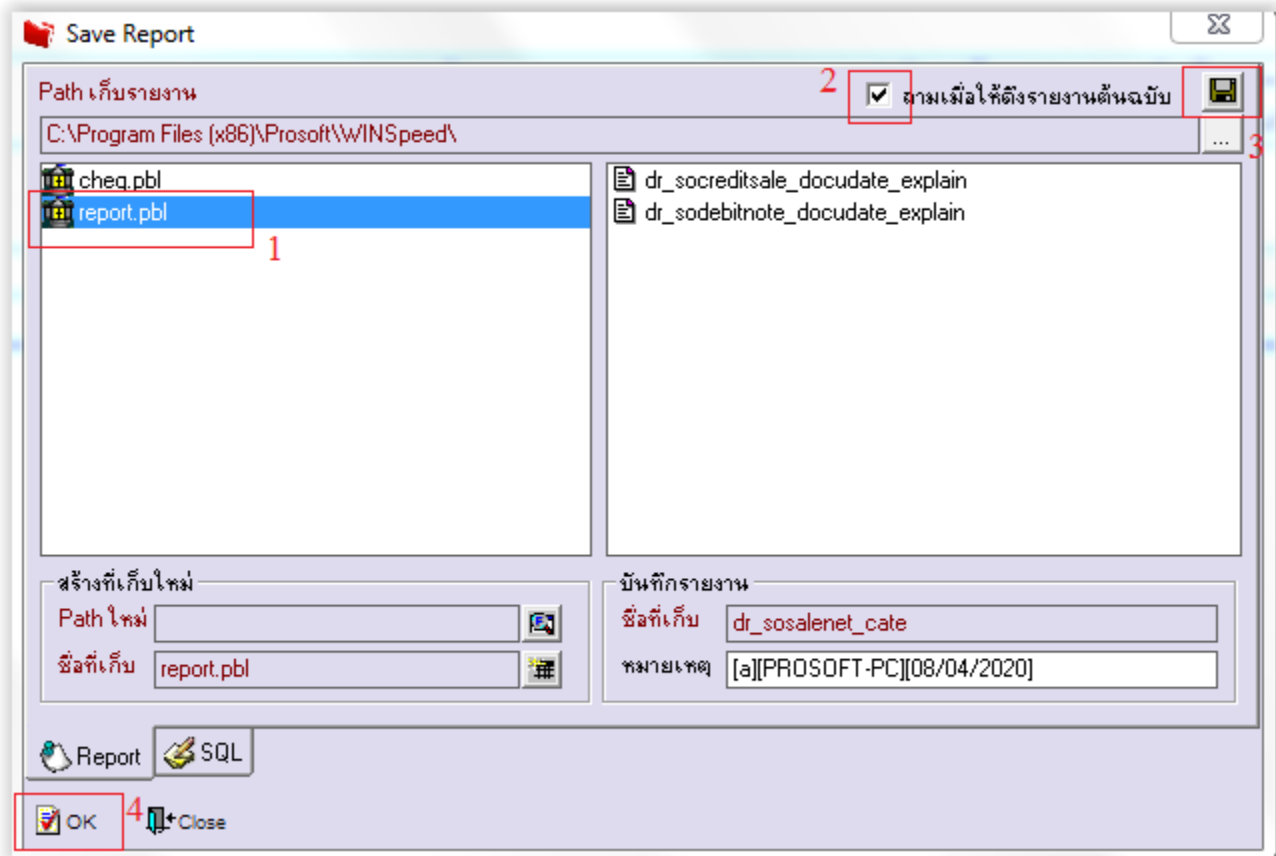 Save Report
Path เก็บรายงาน
2
ถามเมื่อให้ดึงรายงานต้นฉบับ
C:\Program Files (x86)\Prosoft\WINSpeed\
...
3
cheq.pbl
report.pbl
1
dr_socreditsale_docudate_explain
dr_sodebitnote_docudate_explain
สร้างที่เก็บใหม่
Path ใหม่
ชื่อที่เก็บ
report.pbl
บันทึกรายงาน
ชื่อที่เก็บ
dr_sosalenet_cate
หมายเหตุ
[a][PROSOFT-PC][08/04/2020]
Report
SQL
OK
4
Close